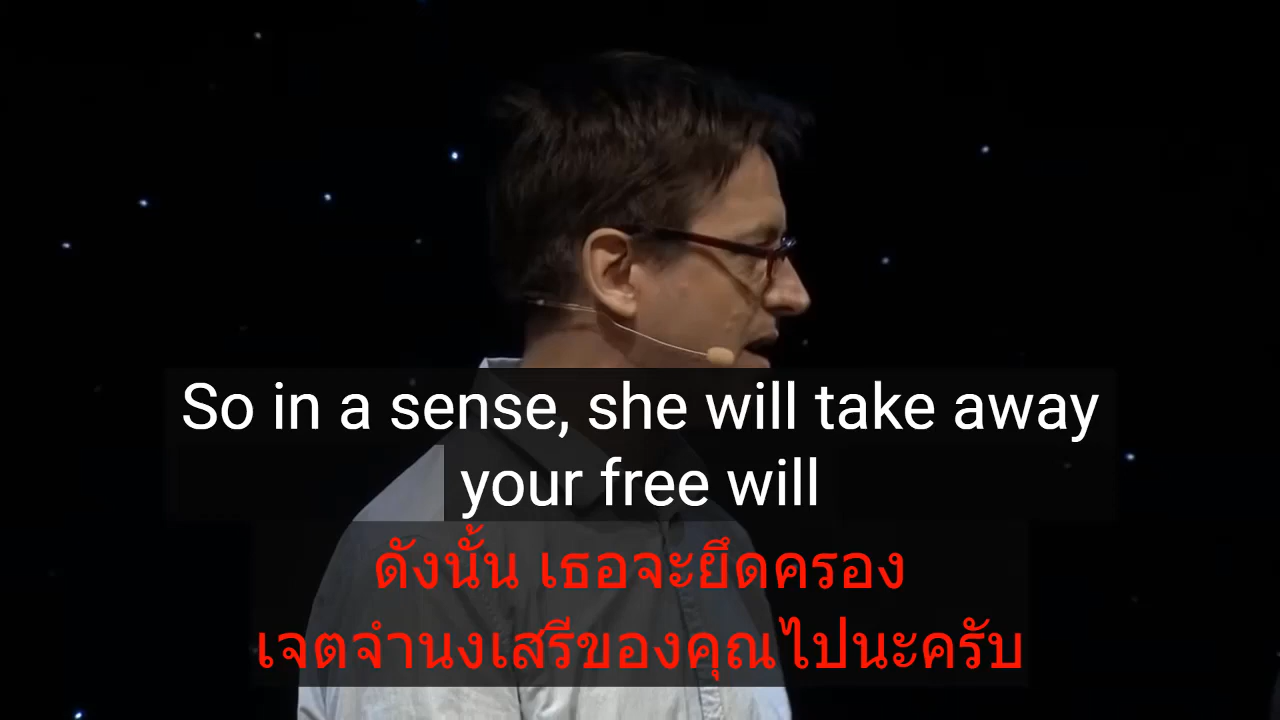 So in a sense, she will take away
your free will
ดังนั้น เธอจะยึดครอง
เจตจำนงเสรีของคุณไปนะครับ